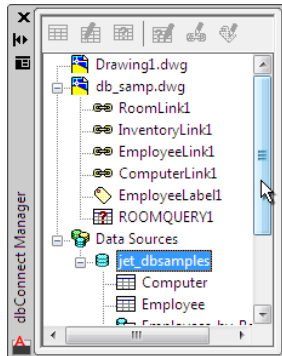 Drawing1.dwg
db_samp.dwg
RoomLink1
InventoryLink1
EmployeeLink1
ComputerLink1
EmployeeLabel1
ROOMQUERY1
Data Sources
jet_dbsamples
Computer
Employee
dbConnect Manager